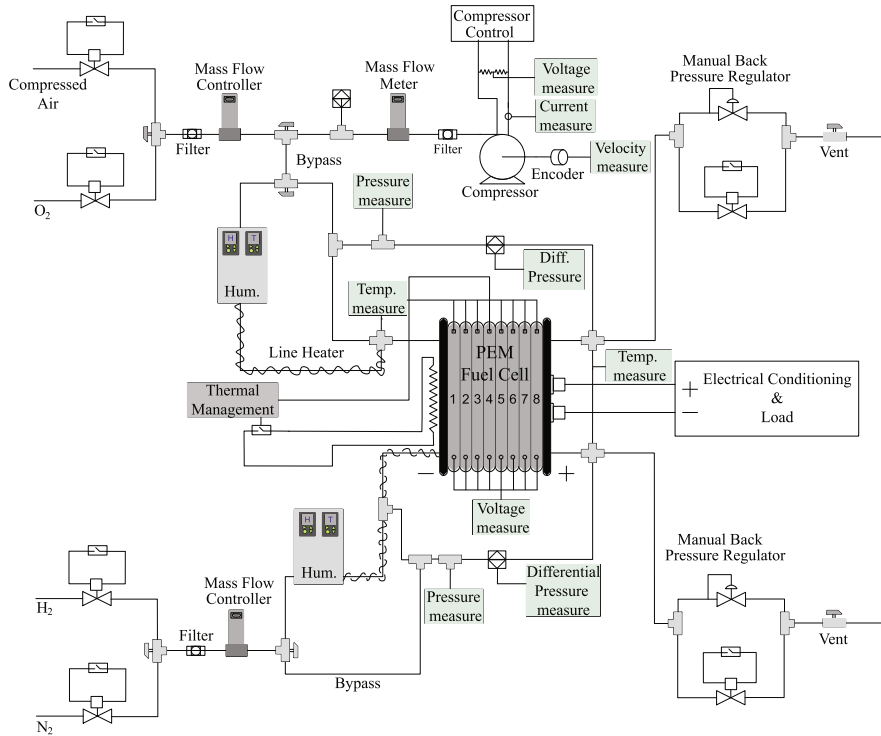 Compressor
Control
Manual Back
Pressure Regulator
Mass Flow
Controller
Mass Flow
Meter
Voltage
measure
Compressed
Air
Current
measure
Filter
Filter
Vent
Bypass
Velocity
measure
Encoder
Compressor
Pressure
measure
O2
H
T
Diff.
Pressure
Hum.
Temp.
measure
Line Heater
PEM
Fuel Cell
Temp.
measure
Thermal
Management
1 2 3 4 5 6 7 8
+
−
Electrical Conditioning
&
Load
−
+
Voltage
measure
H
T
Hum.
Manual Back
Pressure Regulator
Mass Flow
Controller
Differential
Pressure
measure
Pressure
measure
H2
Filter
Vent
Bypass
N2